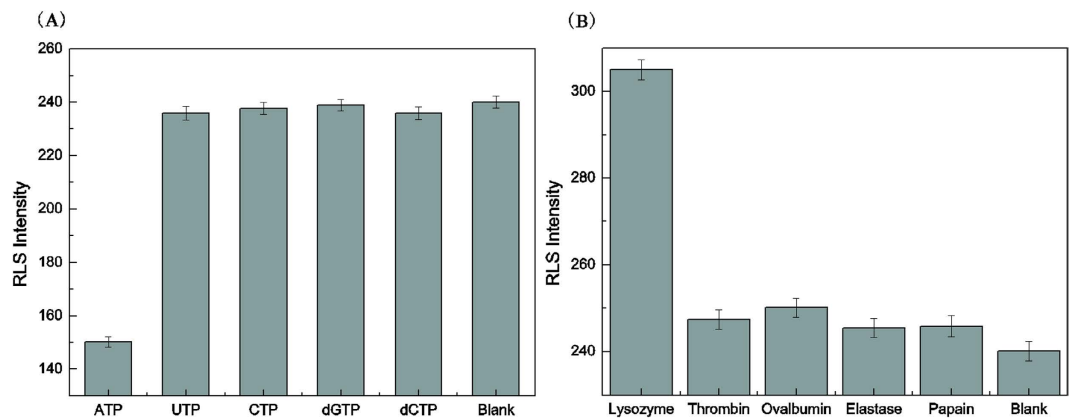 (A)
260
240
220
200
180
160
140
RLS Intensity
ATP UTP CTP dGTP dCTP Blank
(B)
300
280
260
240
RLS Intensity
Lysozyme Thrombin Ovalbumin Elastase Papain Blank